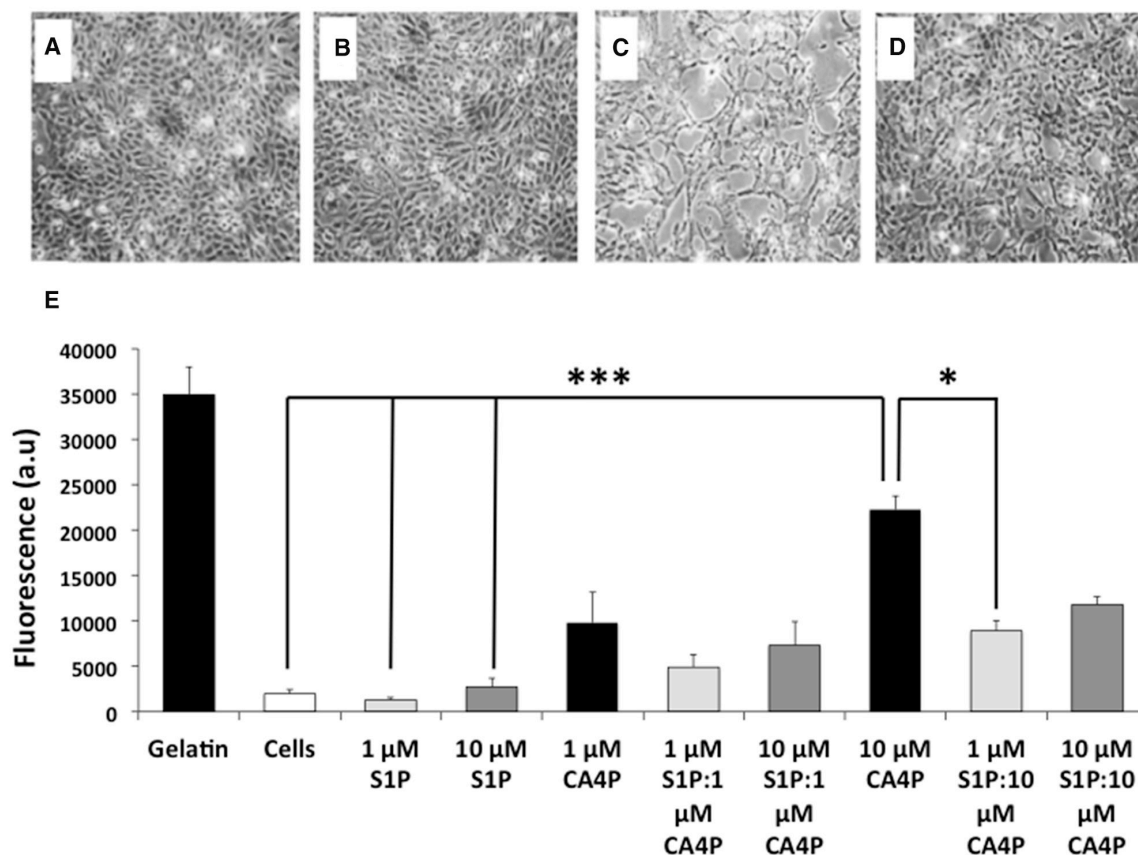 A
B
C
D
E
40000
35000
30000
25000
20000
15000
10000
5000
0
Fluorescence (a.u)
***
*
Gelatin
Cells
1 µM
S1P
10 µM
S1P
1 µM
CA4P
1 µM
S1P:1
µM
CA4P
10 µM
S1P:1
µM
CA4P
10 µM
CA4P
1 µM
S1P:10
µM
CA4P
10 µM
S1P:10
µM
CA4P